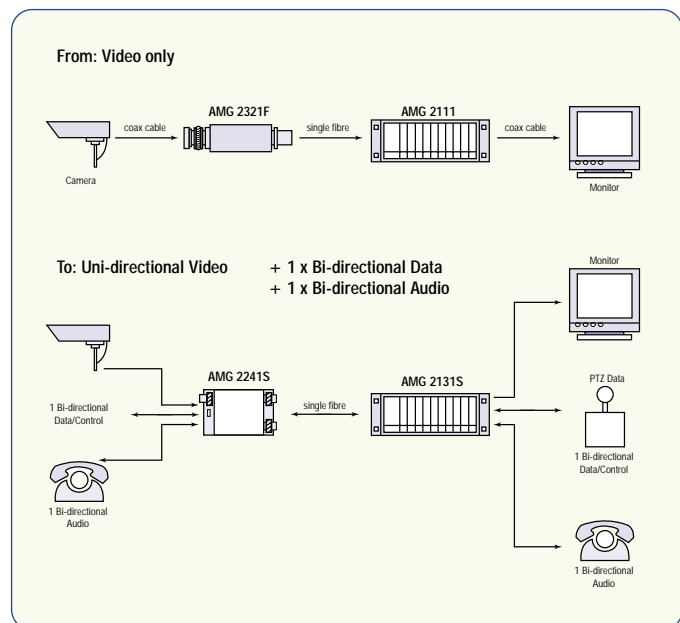 From: Video only
AMG 2321F
AMG 2111
coax cable
single fibre
coax cable
Camera
Monitor
To: Uni-directional Video + 1 x Bi-directional Data
+ 1 x Bi-directional Audio
Monitor
AMG 2241S
AMG 2131S
PTZ Data
1 Bi-directional
Data/Control
single fibre
1 Bi-directional
Data/Control
1 Bi-directional
Audio
1 Bi-directional
Audio